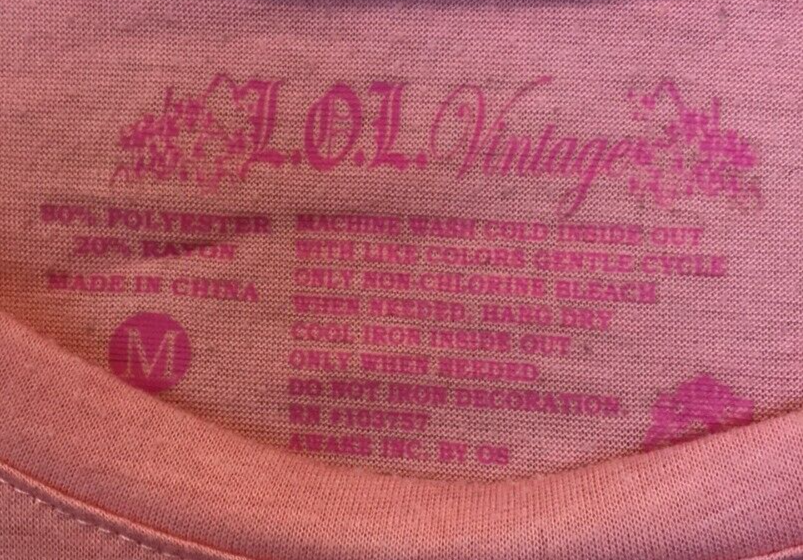 L.O.L. Vintage
80% POLYESTER
20% RAYON
MADE IN CHINA
M
MACHINE WASH COLD INSIDE OUT
WITH LIKE COLORS GENTLE CYCLE
ONLY NON-CHLORINE BLEACH
WHEN NEEDED, HANG DRY
COOL IRON INSIDE OUT
ONLY WHEN NEEDED.
DO NOT IRON DECORATION.
RN #109757
AWAKE INC. BY OS